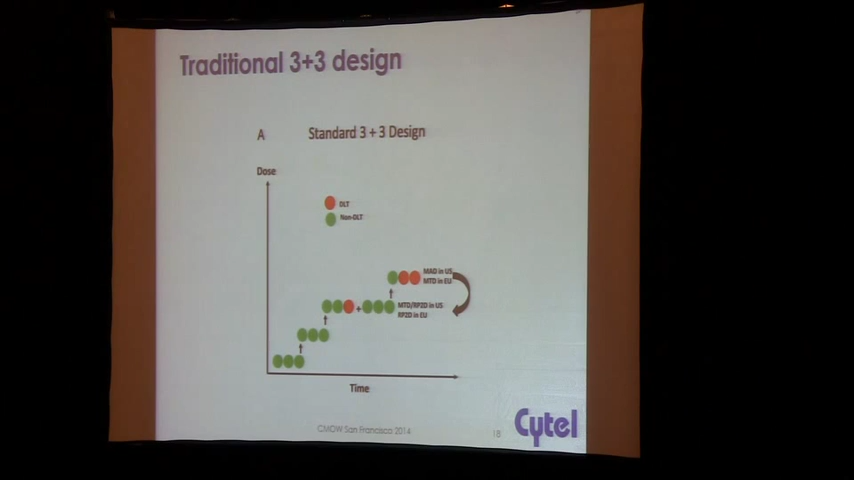 Traditional 3+3 design
A
Standard 3 + 3 Design
Dose
DLT
Non-DLT
MAD in US
MTD in EU
+
MTD/RP2D in US
RP2D in EU
Time
CMOW San Francisco 2014
18
Cytel